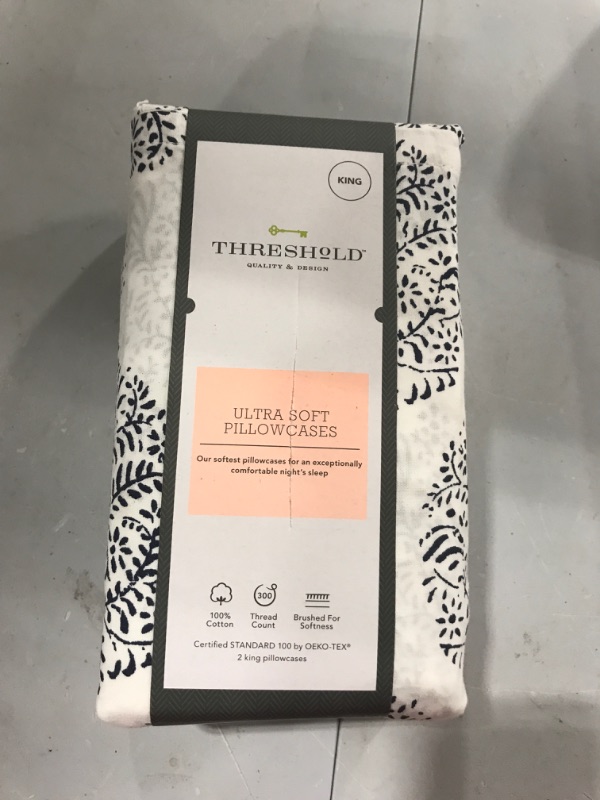 KING
THRESHOLD™
QUALITY & DESIGN
ULTRA SOFT
PILLOWCASES
Our softest pillowcases for an exceptionally
comfortable night's sleep
300
100% Thread Brushed For
Cotton Count Softness
Certified STANDARD 100 by OEKO-TEX®
2 king pillowcases